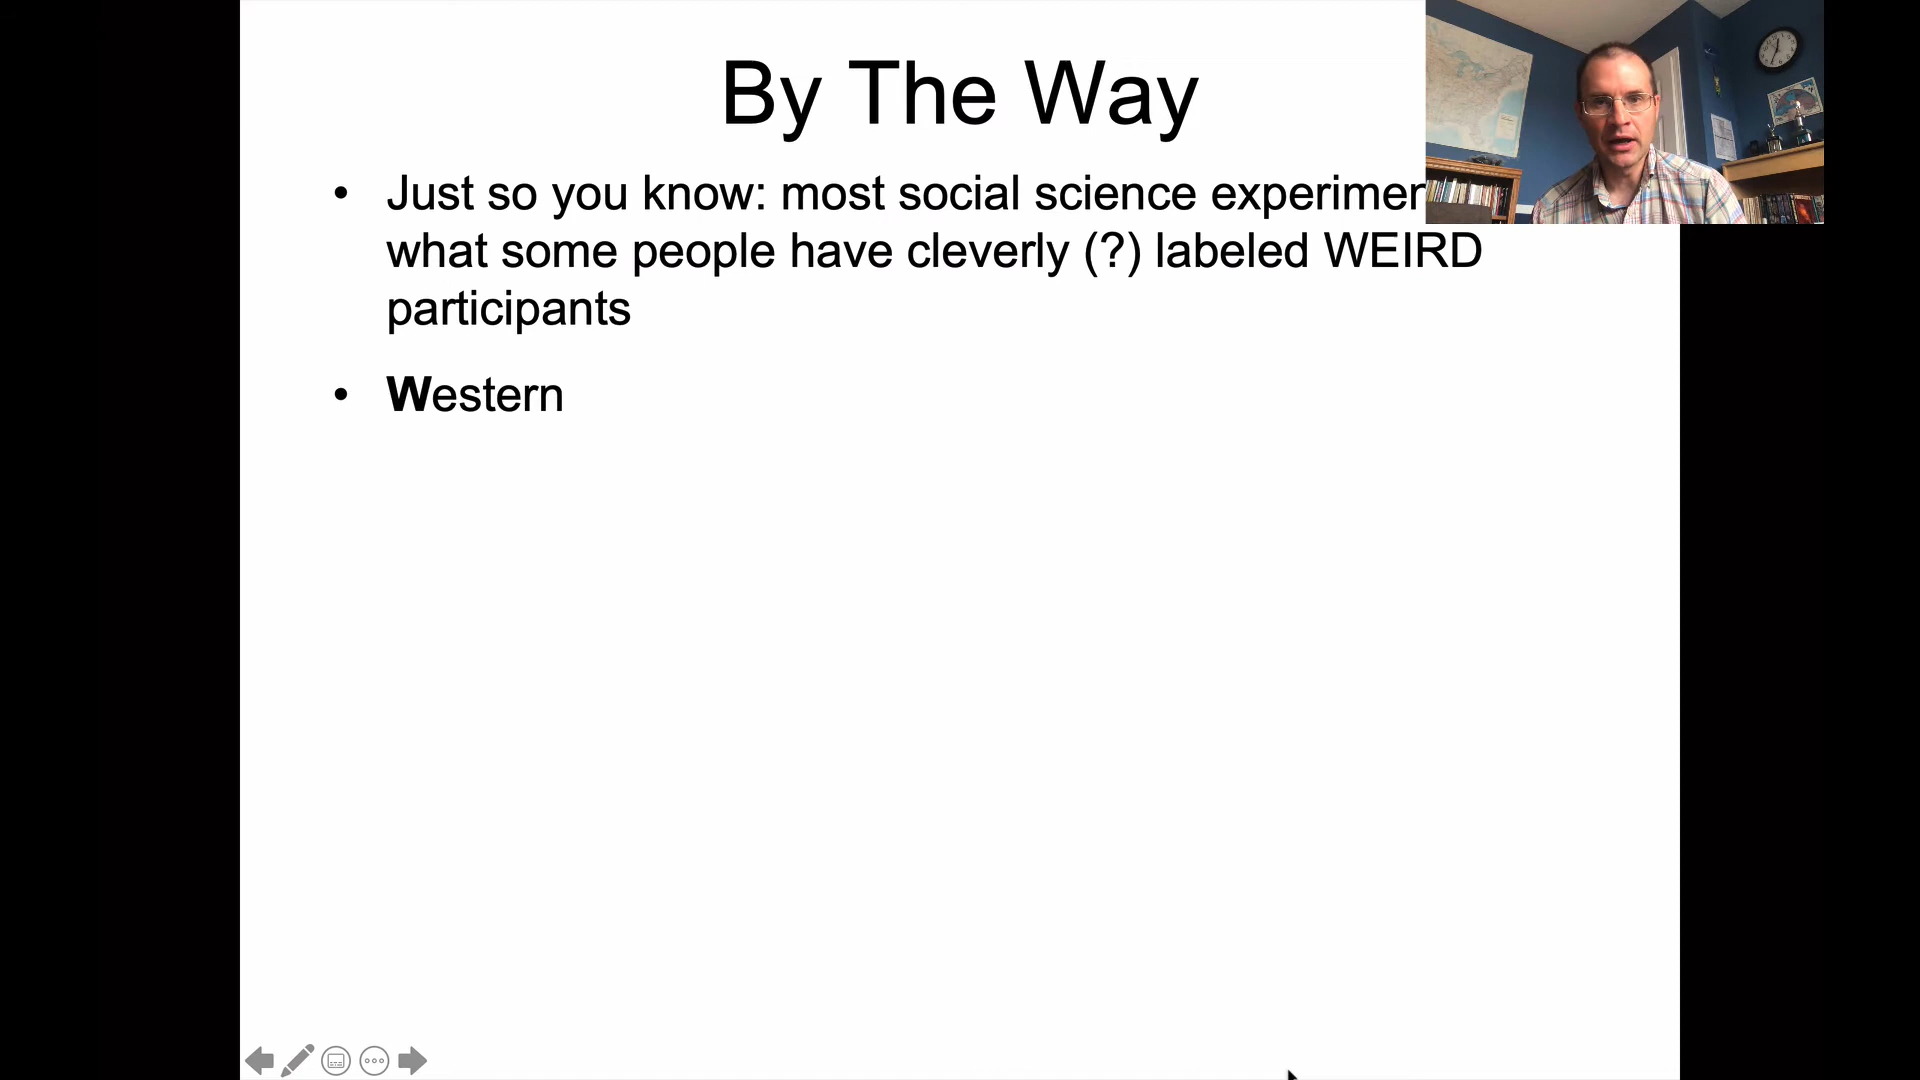 By The Way
• Just so you know: most social science experimen
what some people have cleverly (?) labeled WEIRD
participants
• Western